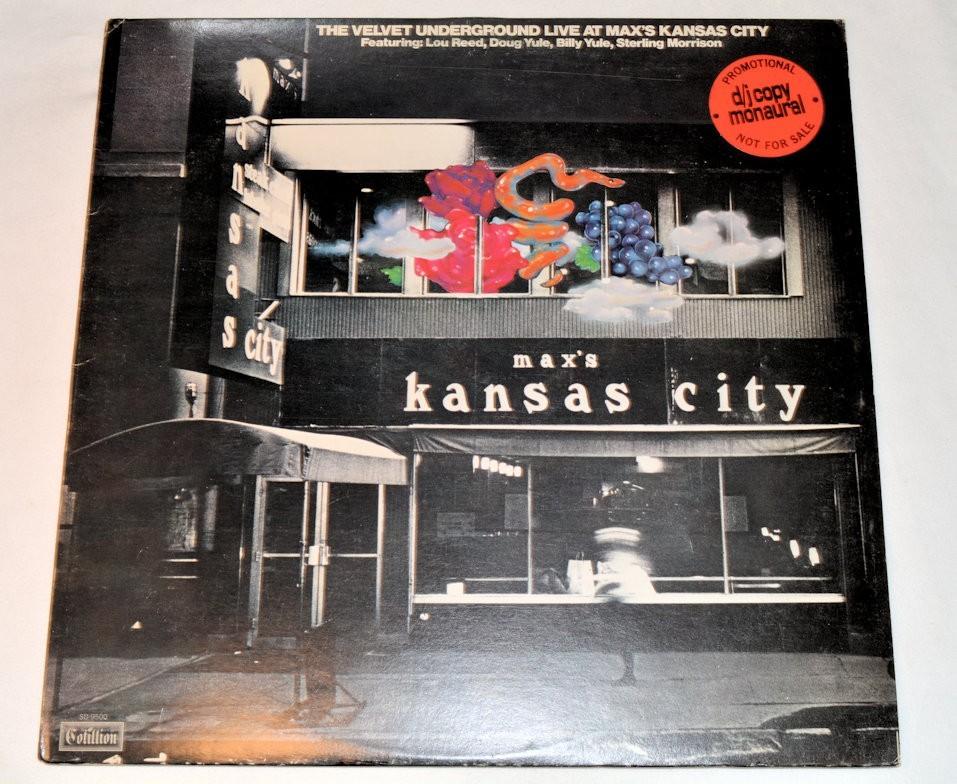 THE VELVET UNDERGROUND LIVE AT MAX'S KANSAS CITY
Featuring: Lou Reed, Doug Yule, Billy Yule, Sterling Morrison
PROMOTIONAL
d/j copy
monaural
NOT FOR SALE
ansas
city
max's
kansas city
SD 9500
Cotillion